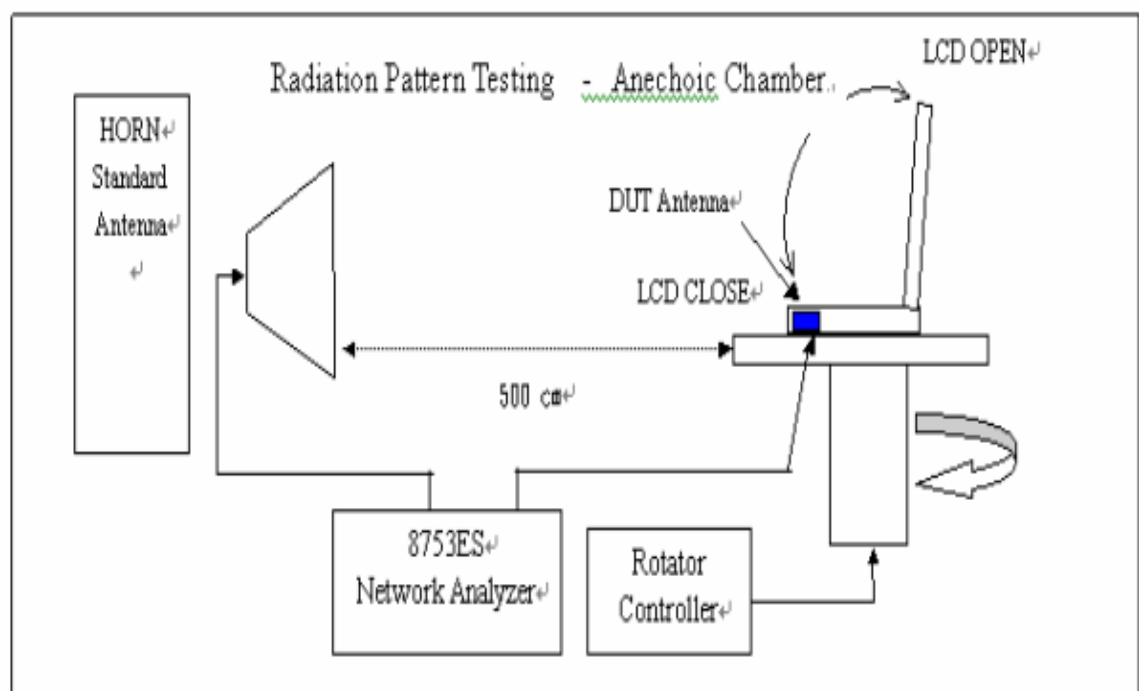 LCD OPEN
Radiation Pattern Testing - Anechoic Chamber.
HORN
Standard
Antenna
DUT Antenna
LCD CLOSE
500 cm
8753ES
Network Analyzer
Rotator
Controller